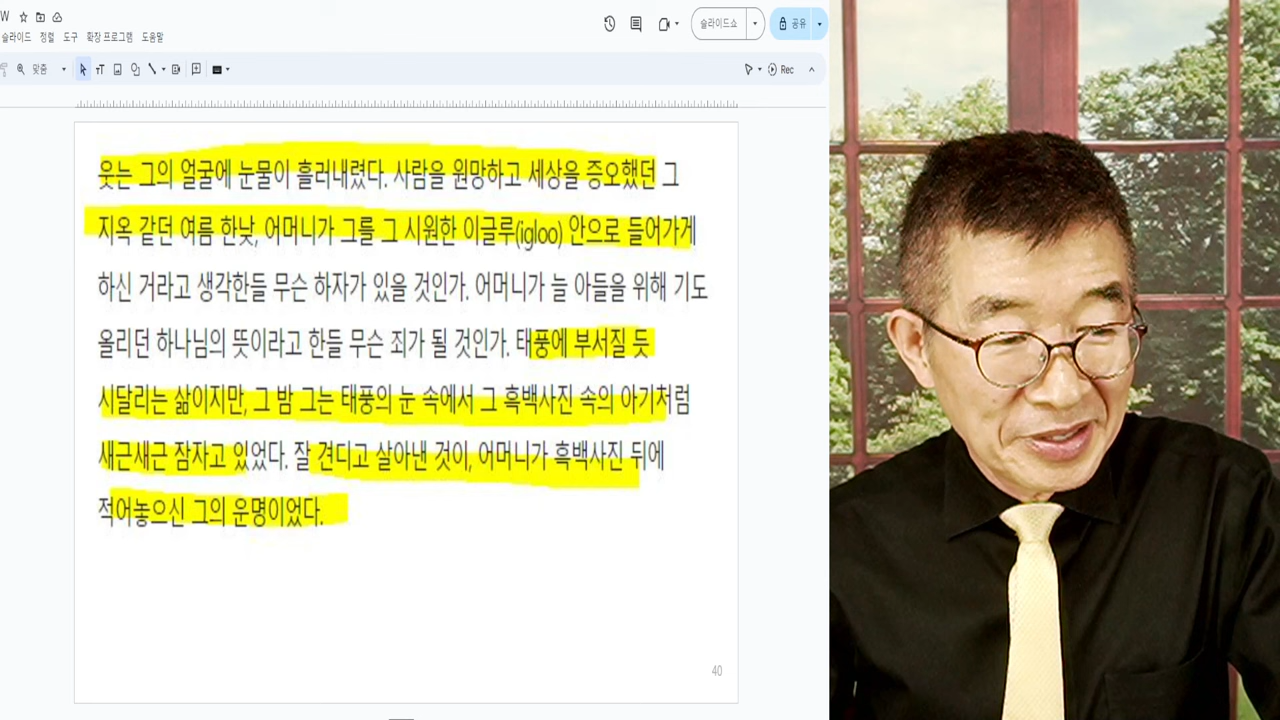 W
슬라이드 정렬 도구 확장 프로그램 도움말
슬라이드쇼
공유
맞춤
Rec
웃는 그의 얼굴에 눈물이 흘러내렸다. 사람을 원망하고 세상을 증오했던 그
지옥 같던 여름 한낮, 어머니가 그를 그 시원한 이글루(igloo) 안으로 들어가게
하신 거라고 생각한들 무슨 하자가 있을 것인가. 어머니가 늘 아들을 위해 기도
올리던 하나님의 뜻이라고 한들 무슨 죄가 될 것인가. 태풍에 부서질 듯
시달리는 삶이지만, 그 밤 그는 태풍의 눈 속에서 그 흑백사진 속의 아기처럼
새근새근 잠자고 있었다. 잘 견디고 살아낸 것이, 어머니가 흑백사진 뒤에
적어놓으신 그의 운명이었다.
40